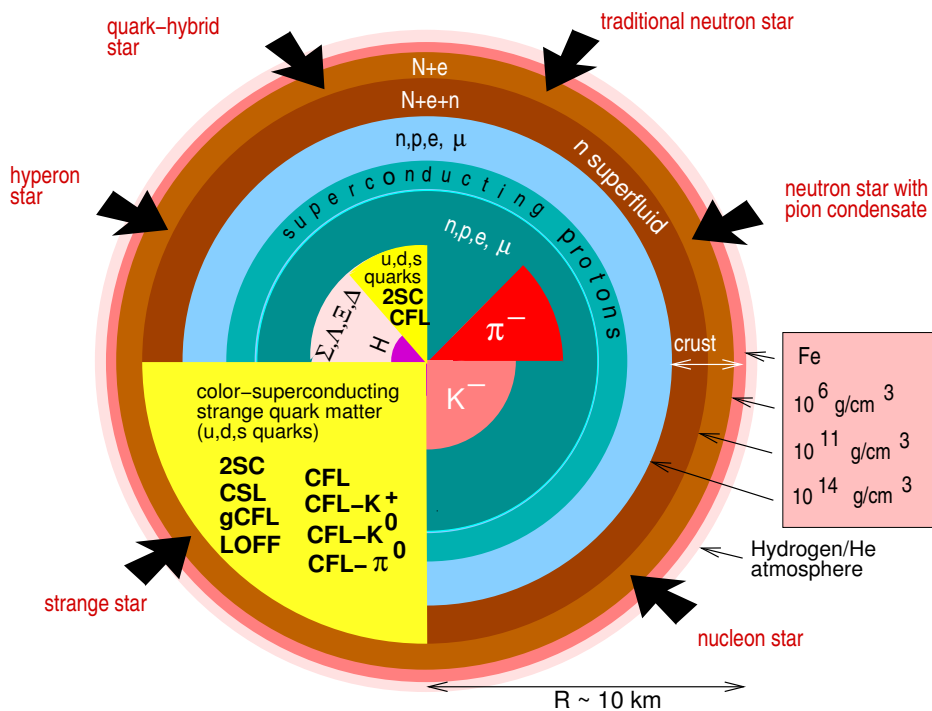 quark−hybrid
star
traditional neutron star
hyperon
star
neutron star with
pion condensate
strange star
nucleon star
N+e
N+e+n
n,p,e, μ
n superfluid
superconducting protons
n,p,e, μ
u,d,s
quarks
2SC
CFL
Σ,Λ,Ξ,Δ
H
π⁻
K⁻
crust
color−superconducting
strange quark matter
(u,d,s quarks)
2SC
CSL
gCFL
LOFF
CFL
CFL−K⁺
CFL−K⁰
CFL−π⁰
Fe
10⁶ g/cm³
10¹¹ g/cm³
10¹⁴ g/cm³
Hydrogen/He
atmosphere
R ~ 10 km